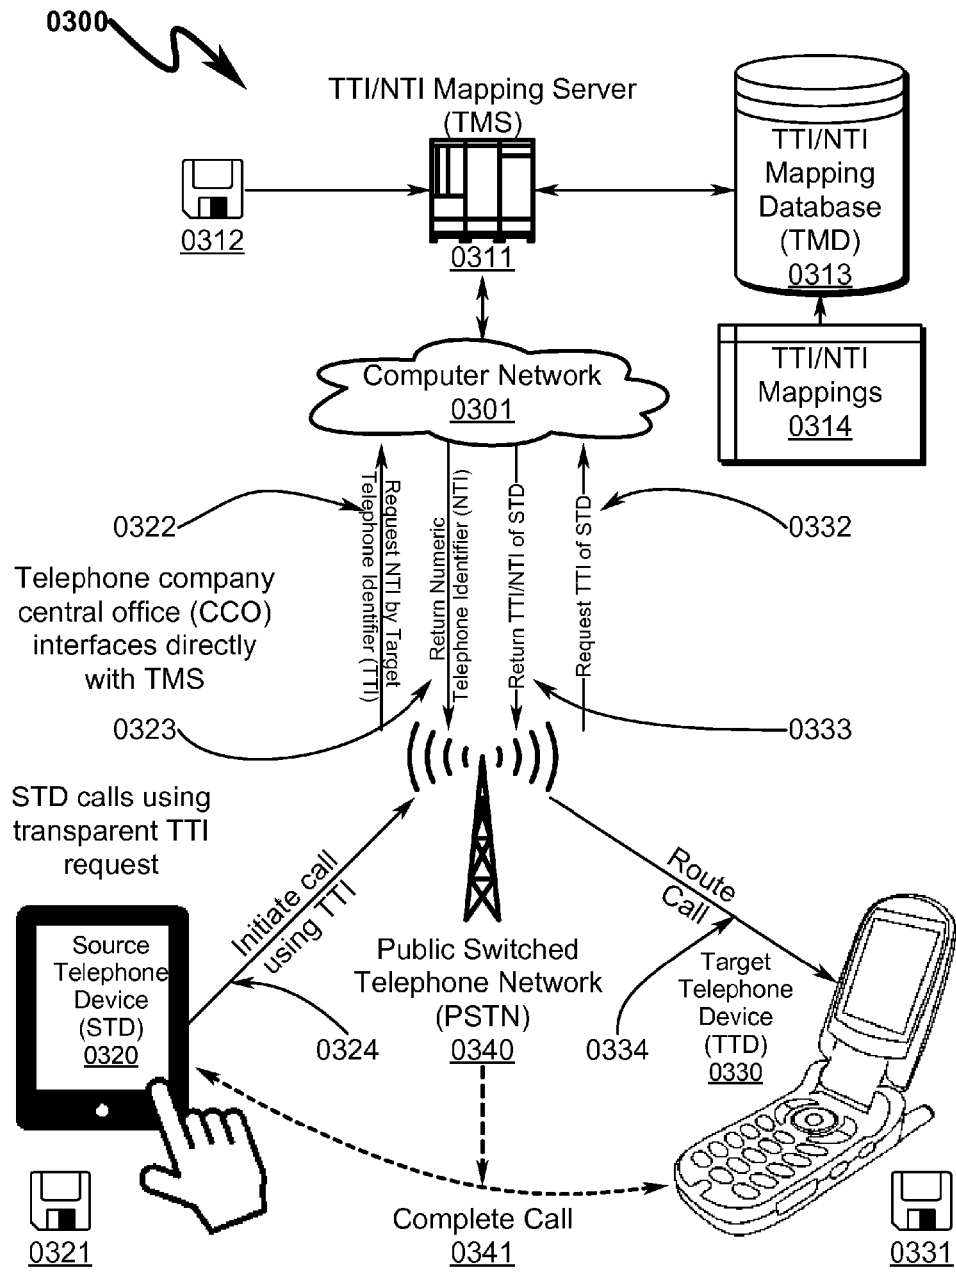 0300
TTI/NTI Mapping Server
(TMS)
0311
0312
TTI/NTI
Mapping
Database
(TMD)
0313
TTI/NTI
Mappings
0314
Computer Network
0301
0322
Request NTI by Target
Telephone Identifier (TTI)
Return Numeric
Telephone Identifier (NTI)
Return TTI/NTI of STD
Request TTI of STD
0332
Telephone company
central office (CCO)
interfaces directly
with TMS
0323
0333
STD calls using
transparent TTI
request
Initiate call
using TTI
Route
Call
Source
Telephone
Device
(STD)
0320
0324
Public Switched
Telephone Network
(PSTN)
0340
0334
Target
Telephone
Device
(TTD)
0330
Complete Call
0341
0321
0331